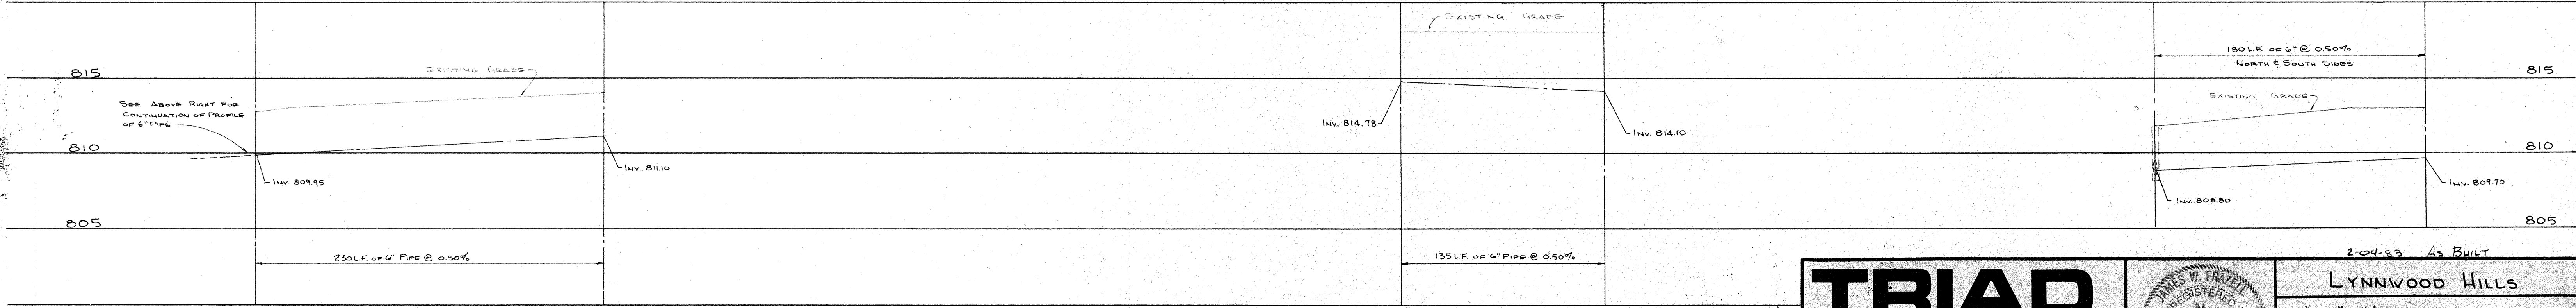 EXISTING GRADE
180 L.F. OF 6" @ 0.50%
NORTH & SOUTH SIDES
815
EXISTING GRADE
815
SEE ABOVE RIGHT FOR
CONTINUATION OF PROFILE
OF 6" PIPE
EXISTING GRADE
INV. 814.78
INV. 814.10
810
810
INV. 809.95
INV. 811.10
INV. 808.80
INV. 809.70
805
805
230 L.F. OF 6" PIPE @ 0.50%
135 L.F. OF 6" PIPE @ 0.50%
2-04-83 AS BUILT
TRIAD
JAMES W. FRAZELL
REGISTERED
LYNNWOOD HILLS